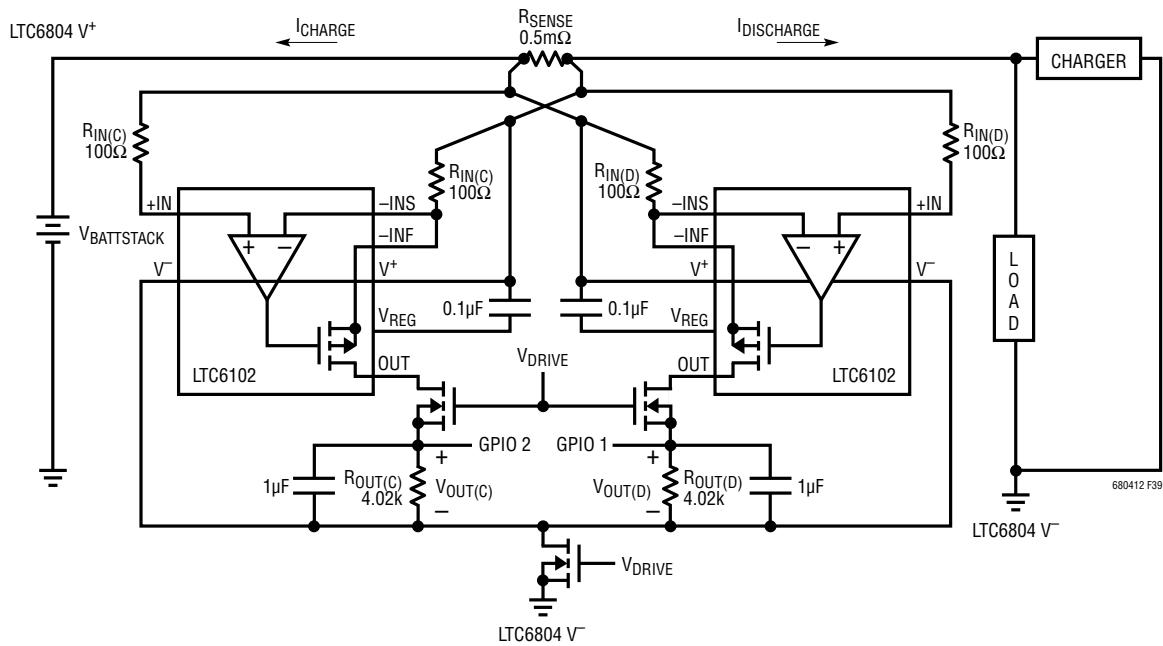 LTC6804 V+
ICHARGE
RSENSE
0.5mΩ
IDISCHARGE
CHARGER
RIN(C)
100Ω
RIN(C)
100Ω
RIN(D)
100Ω
RIN(D)
100Ω
+IN
–INS
–INS
+IN
VBATTSTACK
+ –
–INF
–INF
– +
V–
V+
V+
V–
LOAD
0.1µF
0.1µF
VREG
VREG
LTC6102
OUT
VDRIVE
OUT
LTC6102
GPIO 2
GPIO 1
+
+
1µF
ROUT(C)
4.02k
VOUT(C)
VOUT(D)
ROUT(D)
4.02k
1µF
–
–
680412 F39
LTC6804 V–
VDRIVE
LTC6804 V–